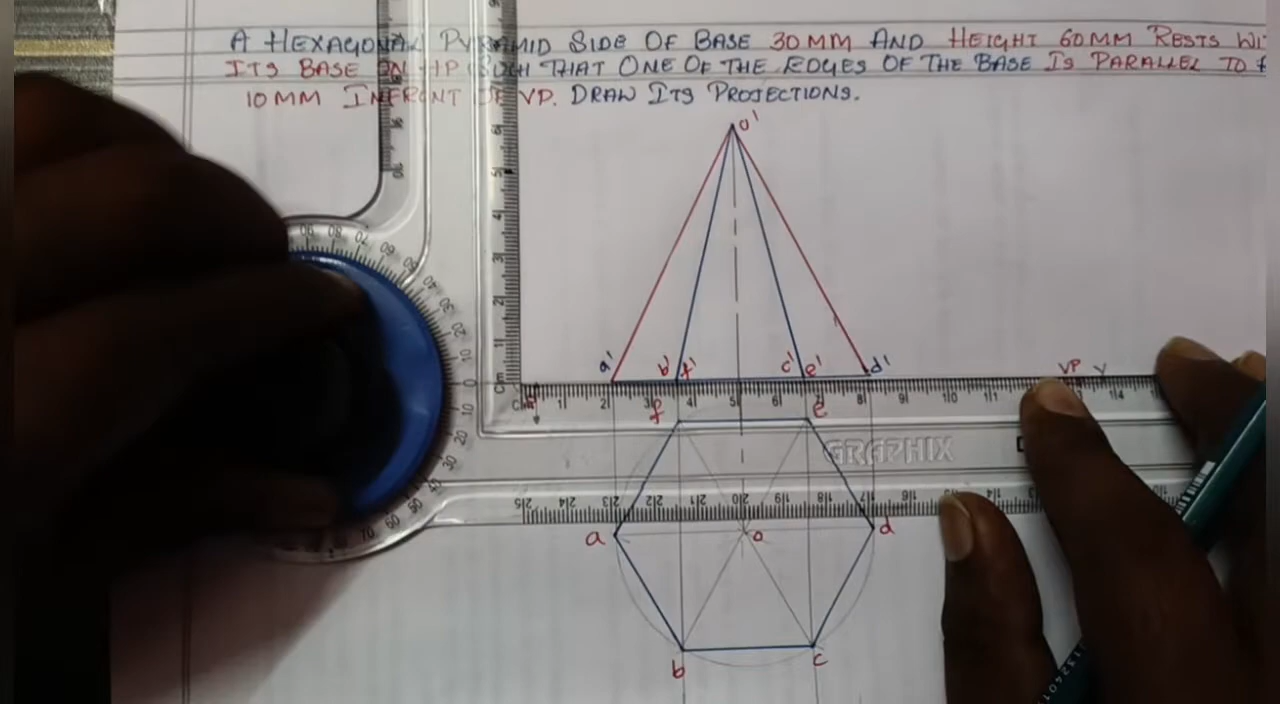 A HEXAGONAL PYRAMID SIDE OF BASE 30 MM AND HEIGHT 60 MM RESTS
ITS BASE ON HP SUCH THAT ONE OF THE EDGES OF THE BASE IS PARALLEL TO
10 MM INFRONT OF VP. DRAW ITS PROJECTIONS.
o'
a' b' f' c' e' d'
VP Y
f e
GRAPHIX
a o d
b c